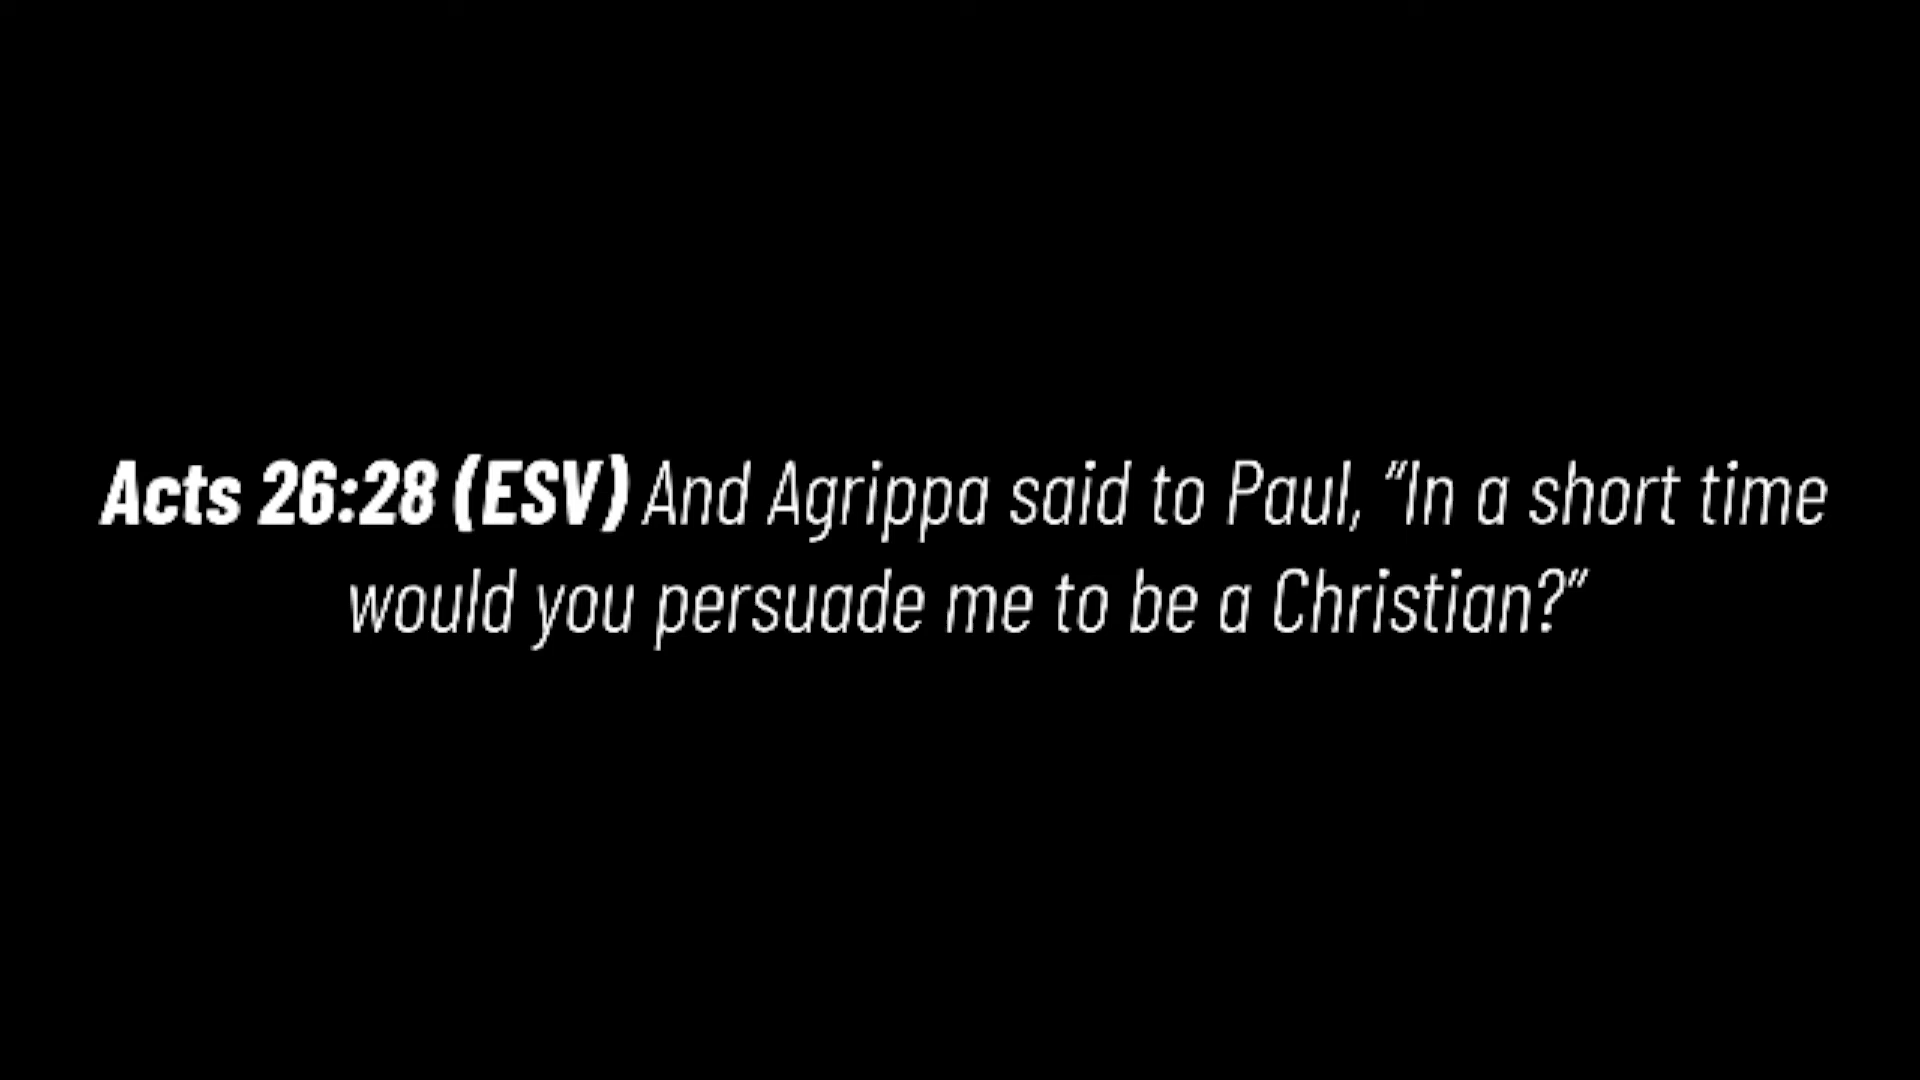 Acts 26:28 (ESV) And Agrippa said to Paul, “In a short time
would you persuade me to be a Christian?”